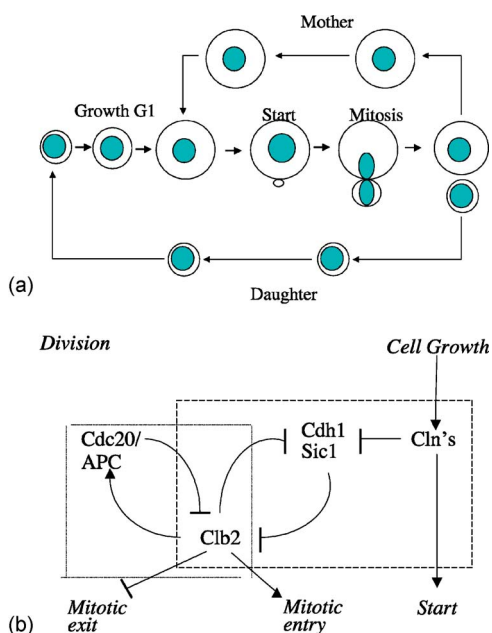 Mother
Growth G1
Start
Mitosis
(a)
Daughter
Division
Cell Growth
Cdc20/
APC
Cdh1
Sic1
Cln's
Clb2
Mitotic
exit
Mitotic
entry
Start
(b)